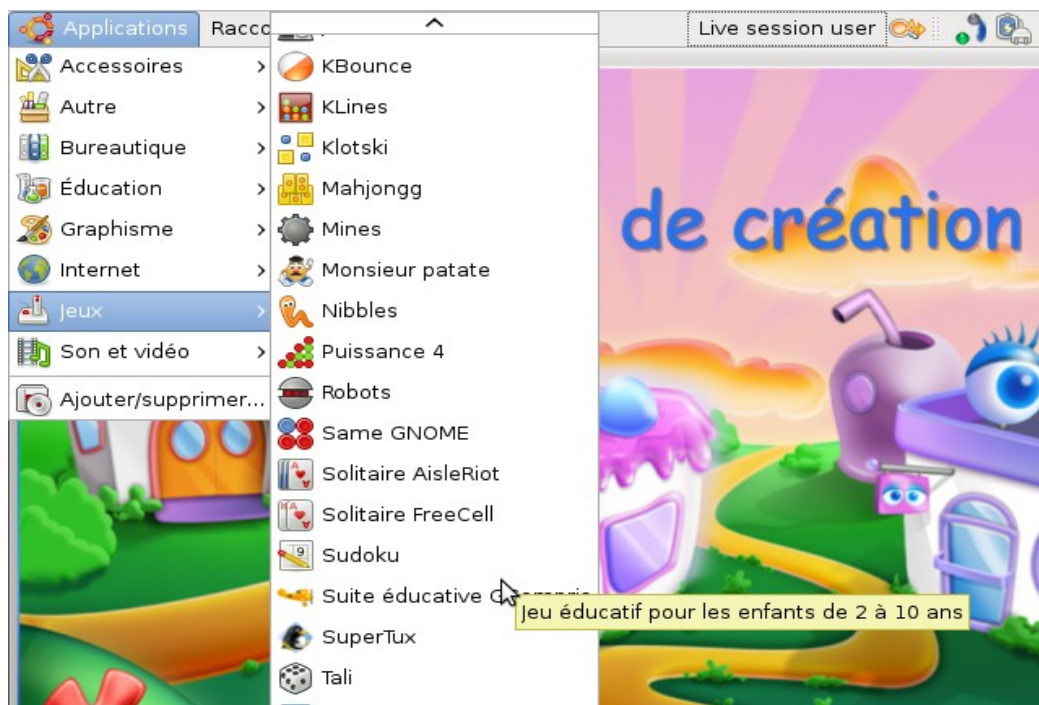 Applications Racco
Live session user
Accessoires
Autre
Bureautique
Éducation
Graphisme
Internet
Jeux
Son et vidéo
Ajouter/supprimer...
KBounce
KLines
Klotski
Mahjongg
Mines
Monsieur patate
Nibbles
Puissance 4
Robots
Same GNOME
Solitaire AisleRiot
Solitaire FreeCell
Sudoku
Suite éducative
Jeu éducatif pour les enfants de 2 à 10 ans
SuperTux
Tali
de création